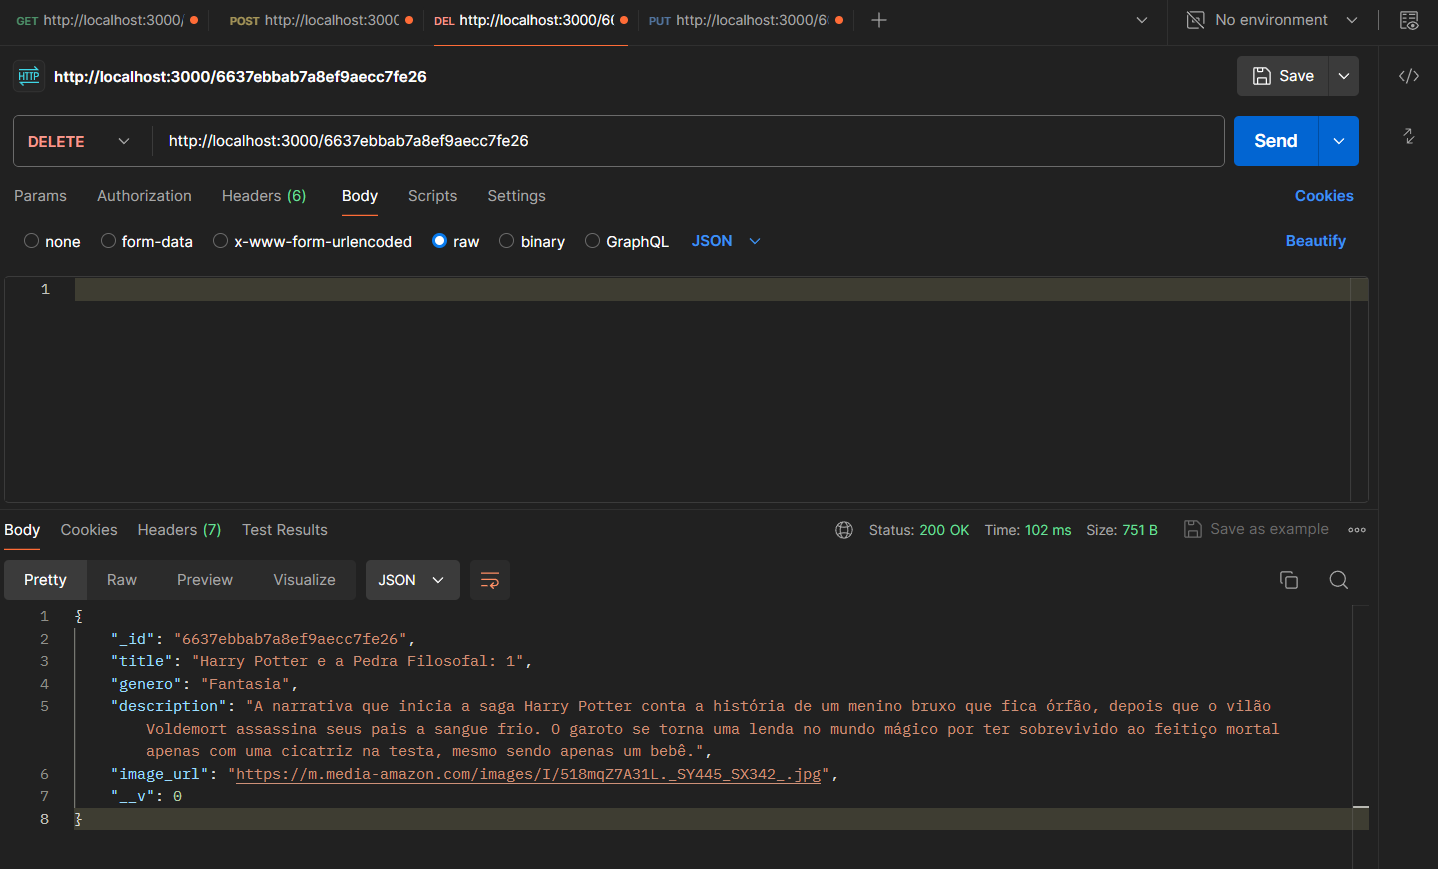 GET http://localhost:3000/
POST http://localhost:300
DEL http://localhost:3000/6
PUT http://localhost:3000/6
No environment
HTTP http://localhost:3000/6637ebbab7a8ef9aecc7fe26
Save
DELETE http://localhost:3000/6637ebbab7a8ef9aecc7fe26
Send
Params Authorization Headers (6) Body Scripts Settings Cookies
none form-data x-www-form-urlencoded raw binary GraphQL JSON Beautify
1
Body Cookies Headers (7) Test Results Status: 200 OK Time: 102 ms Size: 751 B Save as example
Pretty Raw Preview Visualize JSON
1 {
2 "_id": "6637ebbab7a8ef9aecc7fe26",
3 "title": "Harry Potter e a Pedra Filosofal: 1",
4 "genero": "Fantasia",
5 "description": "A narrativa que inicia a saga Harry Potter conta a história de um menino bruxo que fica órfão, depois que o vilão
Voldemort assassina seus pais a sangue frio. O garoto se torna uma lenda no mundo mágico por ter sobrevivido ao feitiço mortal
apenas com uma cicatriz na testa, mesmo sendo apenas um bebê.",
6 "image_url": "https://m.media-amazon.com/images/I/518mqZ7A31L._SY445_SX342_.jpg",
7 "__v": 0
8 }